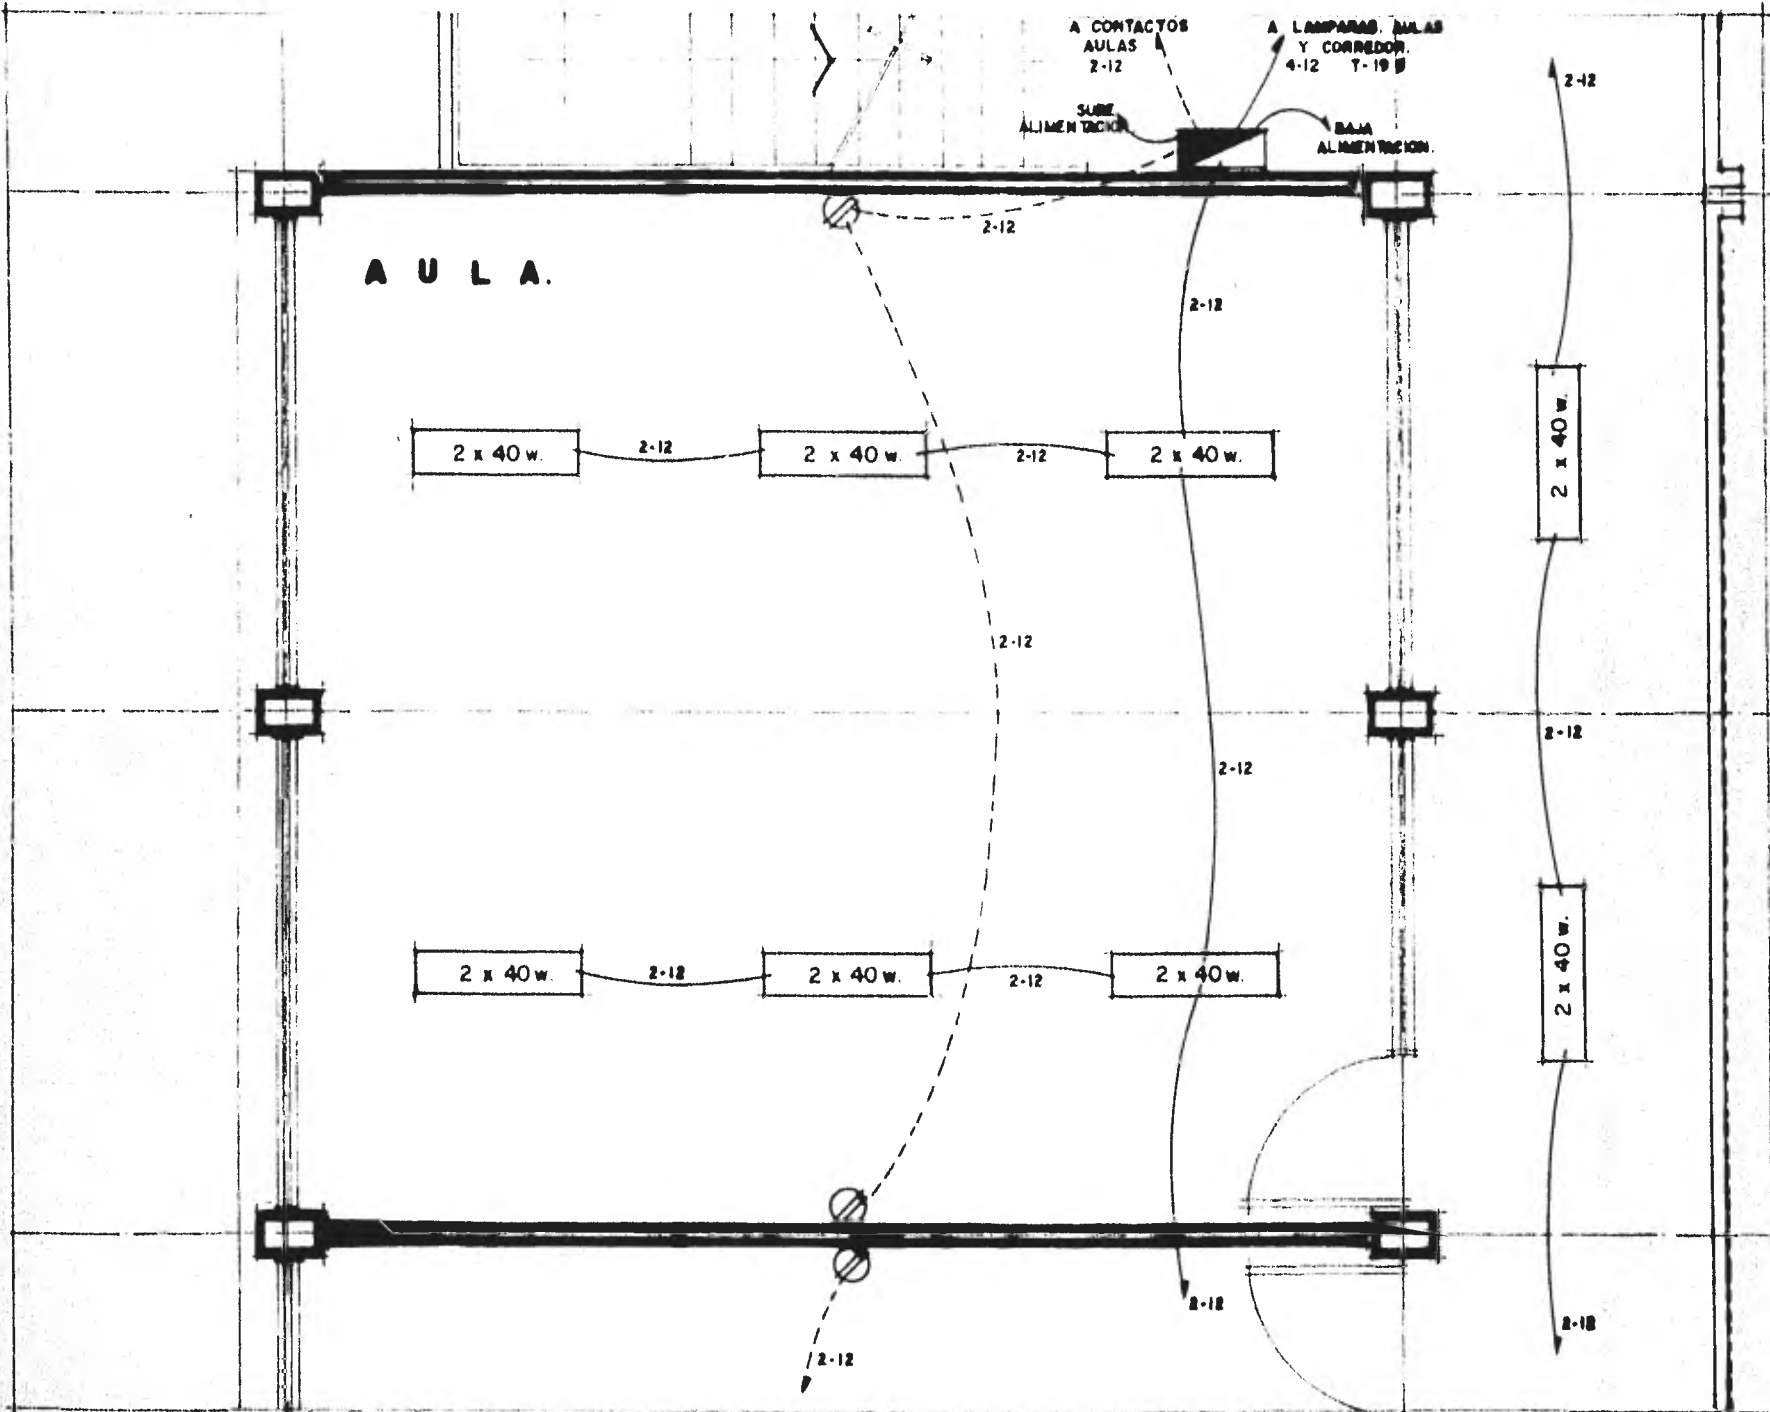 A CONTACTOS
AULAS
2-12
A LAMPARAS. AULAS
Y CORREDOR.
4-12 T-19
2-12
SUBE
ALIMENTACION
BAJA
ALIMENTACION.
2-12
A U L A.
2-12
2 x 40 w.
2-12
2 x 40 w.
2-12
2 x 40 w.
2 x 40 w.
2-12
2-12
2-12
2 x 40 w.
2-12
2 x 40 w.
2-12
2 x 40 w.
2 x 40 w.
2-12
2-12
2-12